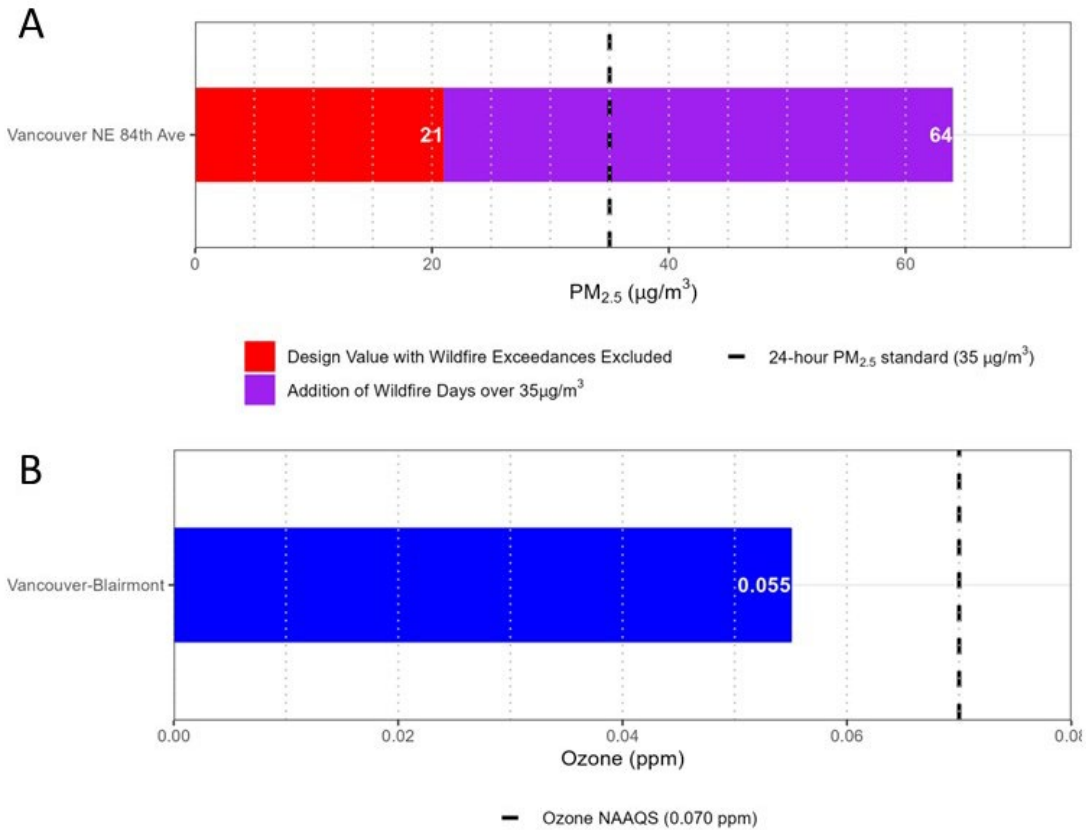 A
Vancouver NE 84th Ave
21
64
0 20 40 60
PM₂.₅ (µg/m³)
Design Value with Wildfire Exceedances Excluded
24-hour PM₂.₅ standard (35 µg/m³)
Addition of Wildfire Days over 35µg/m³
B
Vancouver-Blairmont
0.055
0.00 0.02 0.04 0.06
Ozone (ppm)
Ozone NAAQS (0.070 ppm)